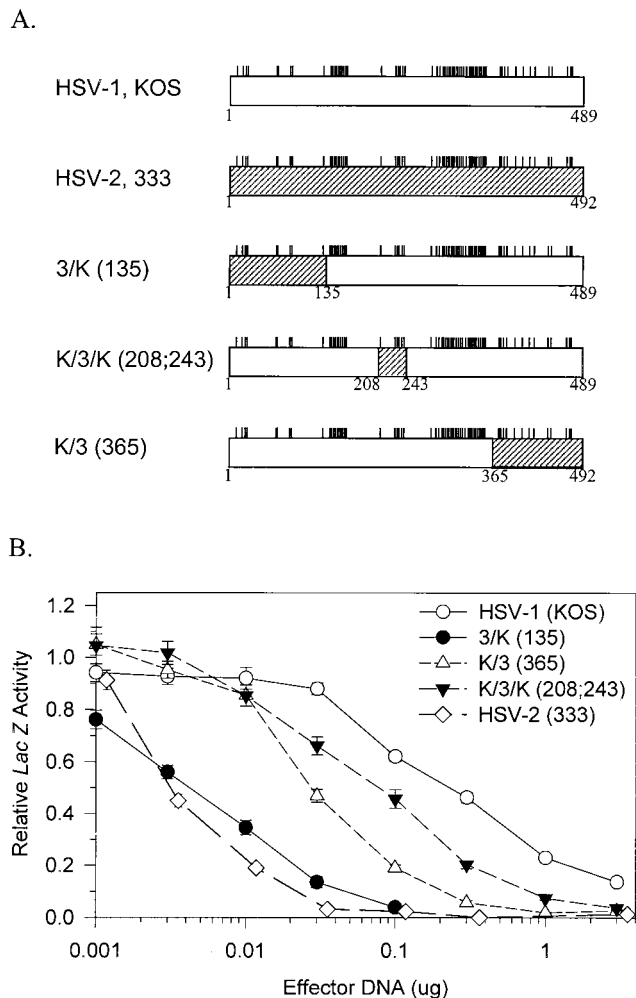 A.
HSV-1, KOS
1 489
HSV-2, 333
1 492
3/K (135)
1 135 489
K/3/K (208;243)
1 208 243 489
K/3 (365)
1 365 492
B.
1.2
1.0
0.8
0.6
0.4
0.2
0.0
Relative Lac Z Activity
HSV-1 (KOS)
3/K (135)
K/3 (365)
K/3/K (208;243)
HSV-2 (333)
0.001 0.01 0.1 1
Effector DNA (ug)